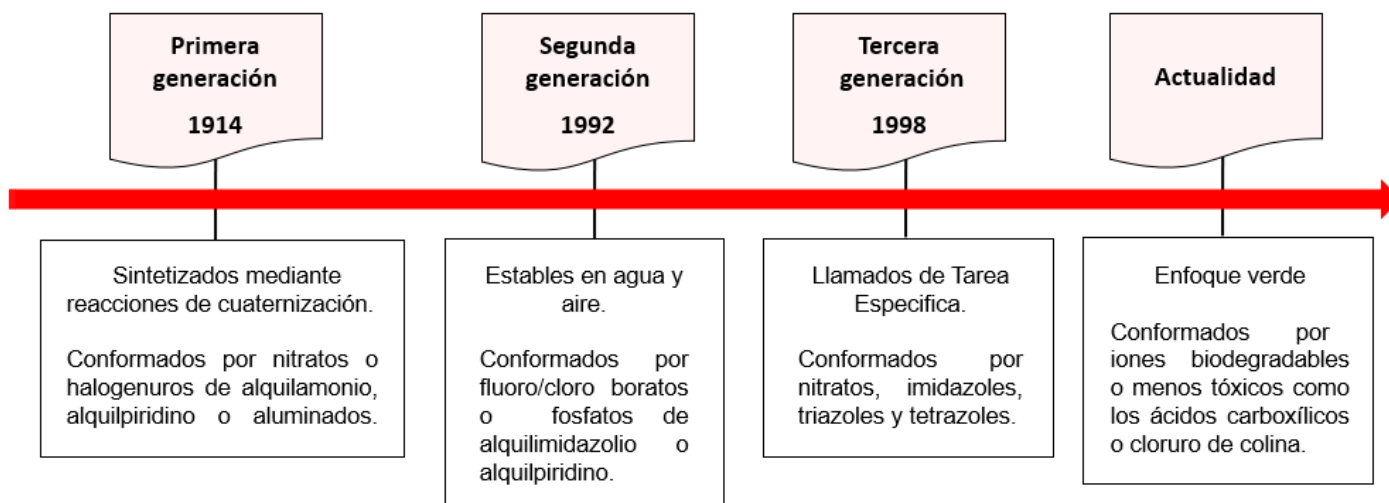 Primera
generación
1914
Segunda
generación
1992
Tercera
generación
1998
Actualidad
Sintetizados mediante
reacciones de cuaternización.
Conformados por nitratos o
halogenuros de alquilamonio,
alquilpiridino o aluminados.
Estables en agua y
aire.
Conformados por
fluoro/cloro boratos
o fosfatos de
alquilimidazolio o
alquilpiridino.
Llamados de Tarea
Especifica.
Conformados por
nitratos, imidazoles,
triazoles y tetrazoles.
Enfoque verde
Conformados por
iones biodegradables
o menos tóxicos como
los ácidos carboxílicos
o cloruro de colina.